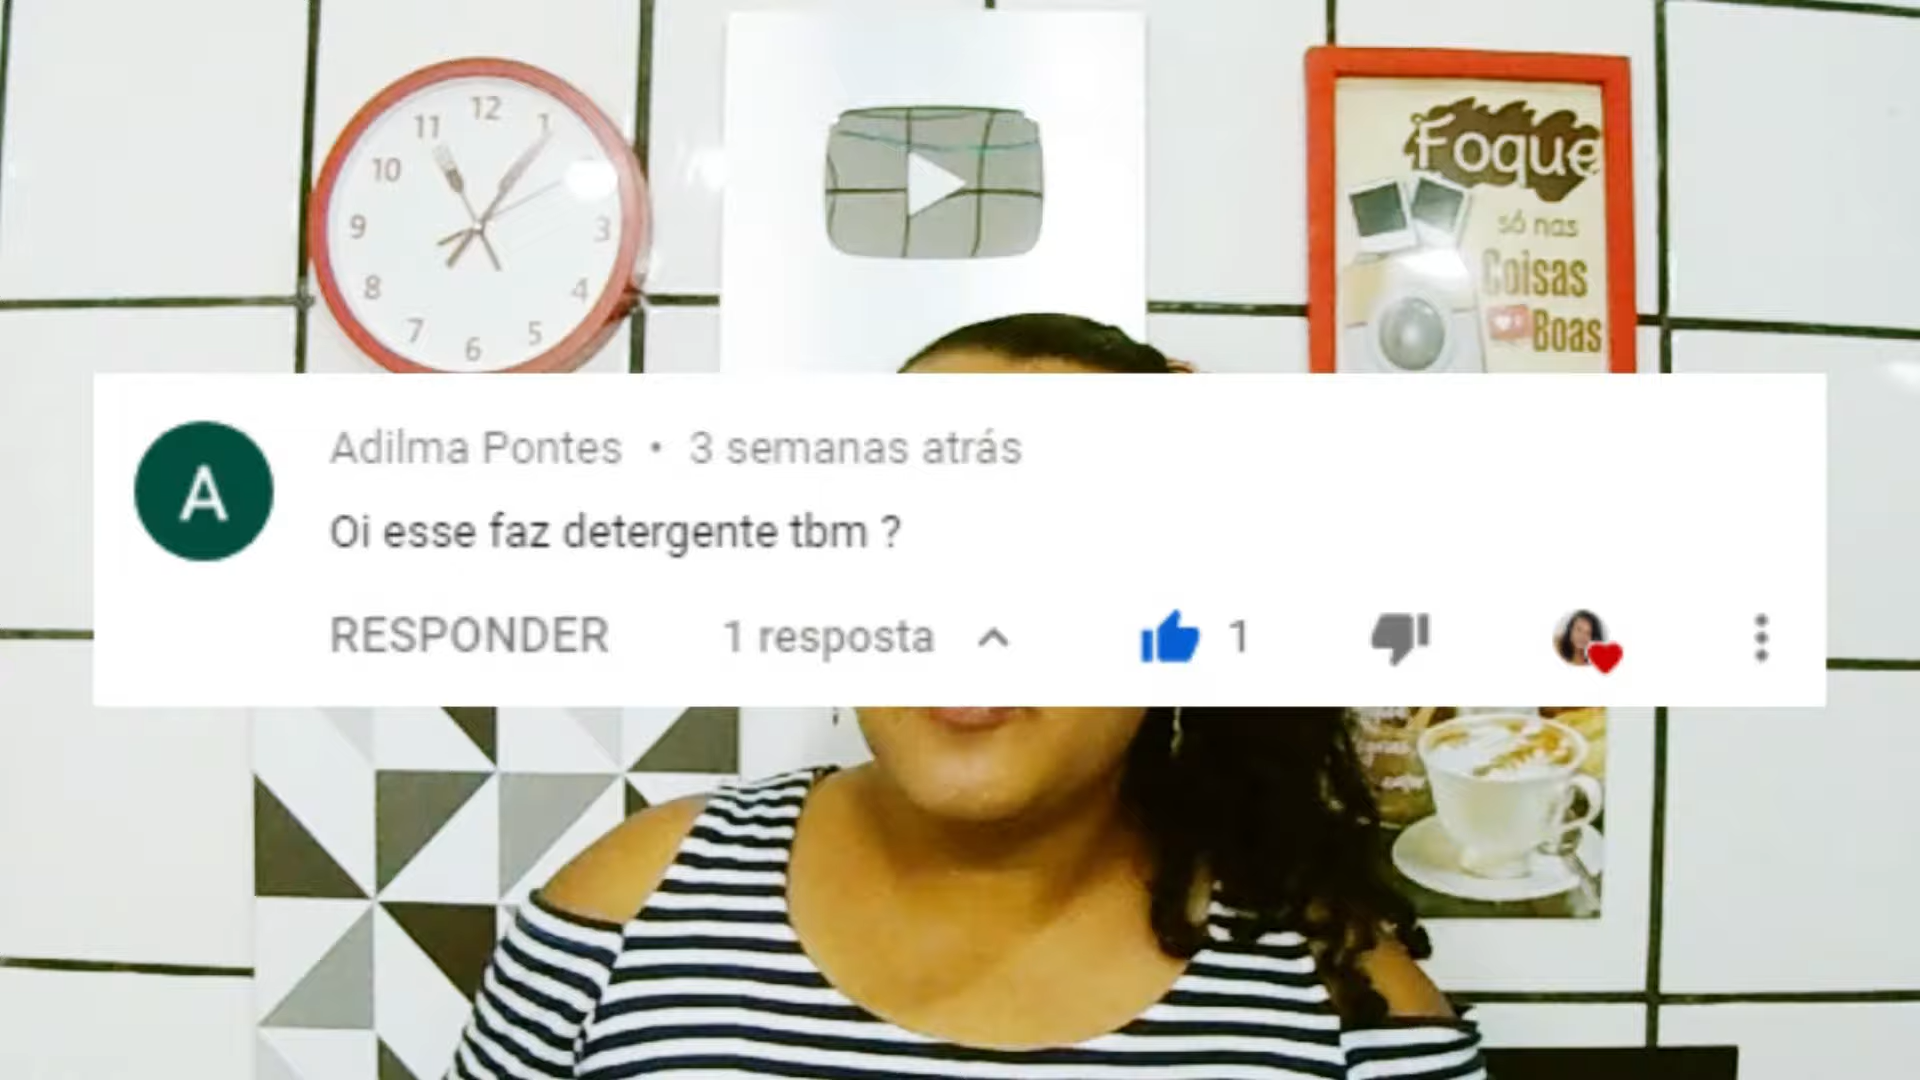 12
11
1
10
9
3
8
4
7
5
6
Foque
só nas
Coisas
Boas
A
Adilma Pontes • 3 semanas atrás
Oi esse faz detergente tbm ?
RESPONDER 1 resposta 1